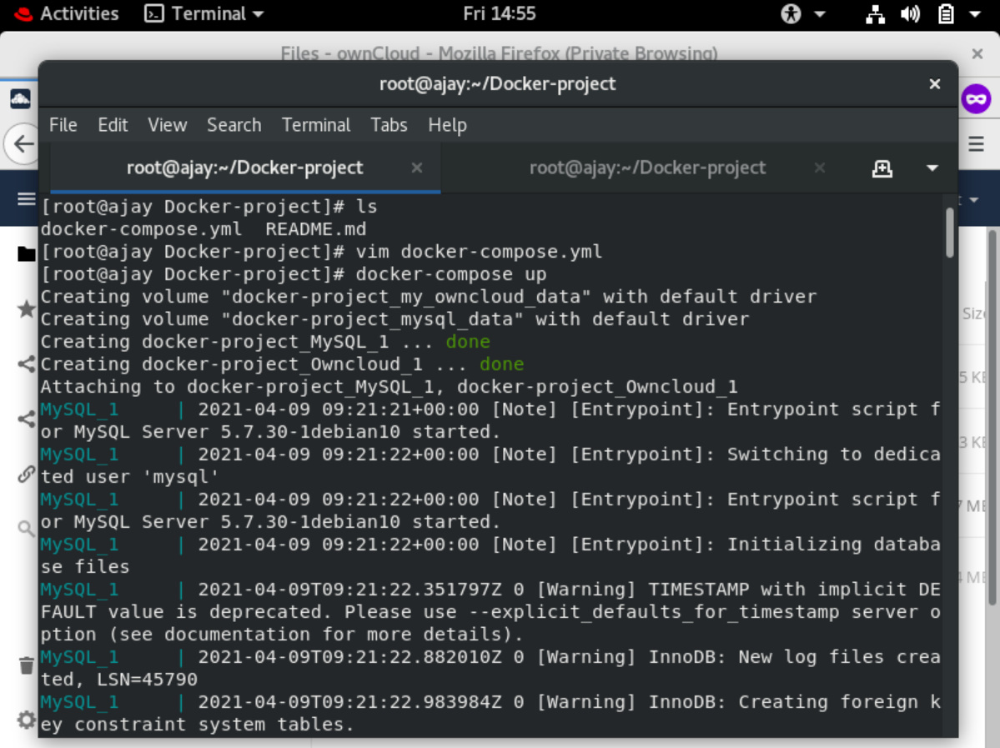 Activities Terminal Fri 14:55
Files - ownCloud - Mozilla Firefox (Private Browsing)
root@ajay:~/Docker-project
File Edit View Search Terminal Tabs Help
root@ajay:~/Docker-project root@ajay:~/Docker-project
[root@ajay Docker-project]# ls
docker-compose.yml  README.md
[root@ajay Docker-project]# vim docker-compose.yml
[root@ajay Docker-project]# docker-compose up
Creating volume "docker-project_my_owncloud_data" with default driver
Creating volume "docker-project_mysql_data" with default driver
Creating docker-project_MySQL_1 ... done
Creating docker-project_Owncloud_1 ... done
Attaching to docker-project_MySQL_1, docker-project_Owncloud_1
MySQL_1     | 2021-04-09 09:21:21+00:00 [Note] [Entrypoint]: Entrypoint script f
or MySQL Server 5.7.30-1debian10 started.
MySQL_1     | 2021-04-09 09:21:22+00:00 [Note] [Entrypoint]: Switching to dedica
ted user 'mysql'
MySQL_1     | 2021-04-09 09:21:22+00:00 [Note] [Entrypoint]: Entrypoint script f
or MySQL Server 5.7.30-1debian10 started.
MySQL_1     | 2021-04-09 09:21:22+00:00 [Note] [Entrypoint]: Initializing databa
se files
MySQL_1     | 2021-04-09T09:21:22.351797Z 0 [Warning] TIMESTAMP with implicit DE
FAULT value is deprecated. Please use --explicit_defaults_for_timestamp server o
ption (see documentation for more details).
MySQL_1     | 2021-04-09T09:21:22.882010Z 0 [Warning] InnoDB: New log files crea
ted, LSN=45790
MySQL_1     | 2021-04-09T09:21:22.983984Z 0 [Warning] InnoDB: Creating foreign k
ey constraint system tables.